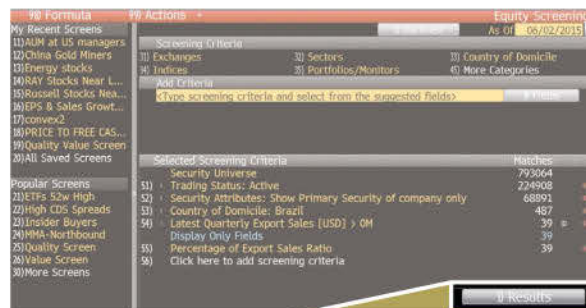 98 Formula 99 Actions Equity Screening
As Of 06/02/2015
My Recent Screens
11)AUM at US managers
12)China Gold Miners
13)Energy stocks
14)RAY Stocks Near L...
15)Russell Stocks Nea...
16)EPS & Sales Growt...
17)convex2
18)PRICE TO FREE CAS...
19)Quality Value Screen
20)All Saved Screens
Popular Screens
21)ETFs 52w High
22)High CDS Spreads
23)Insider Buyers
24)MMA-Northbound
25)Quality Screen
26)Value Screen
30)More Screens
Screening Criteria
31) Exchanges 32) Sectors 33) Country of Domicile
34) Indices 35) Portfolios/Monitors 45) More Categories
Add Criteria
<Type screening criteria and select from the suggested fields>
Selected Screening Criteria Matches
Security Universe 793064
51) Trading Status: Active 224908
52) Security Attributes: Show Primary Security of company only 68891
53) Country of Domicile: Brazil 487
54) Latest Quarterly Export Sales [USD] > 0M 39
Display Only Fields 39
55) Percentage of Export Sales Ratio 39
56) Click here to add screening criteria
Results